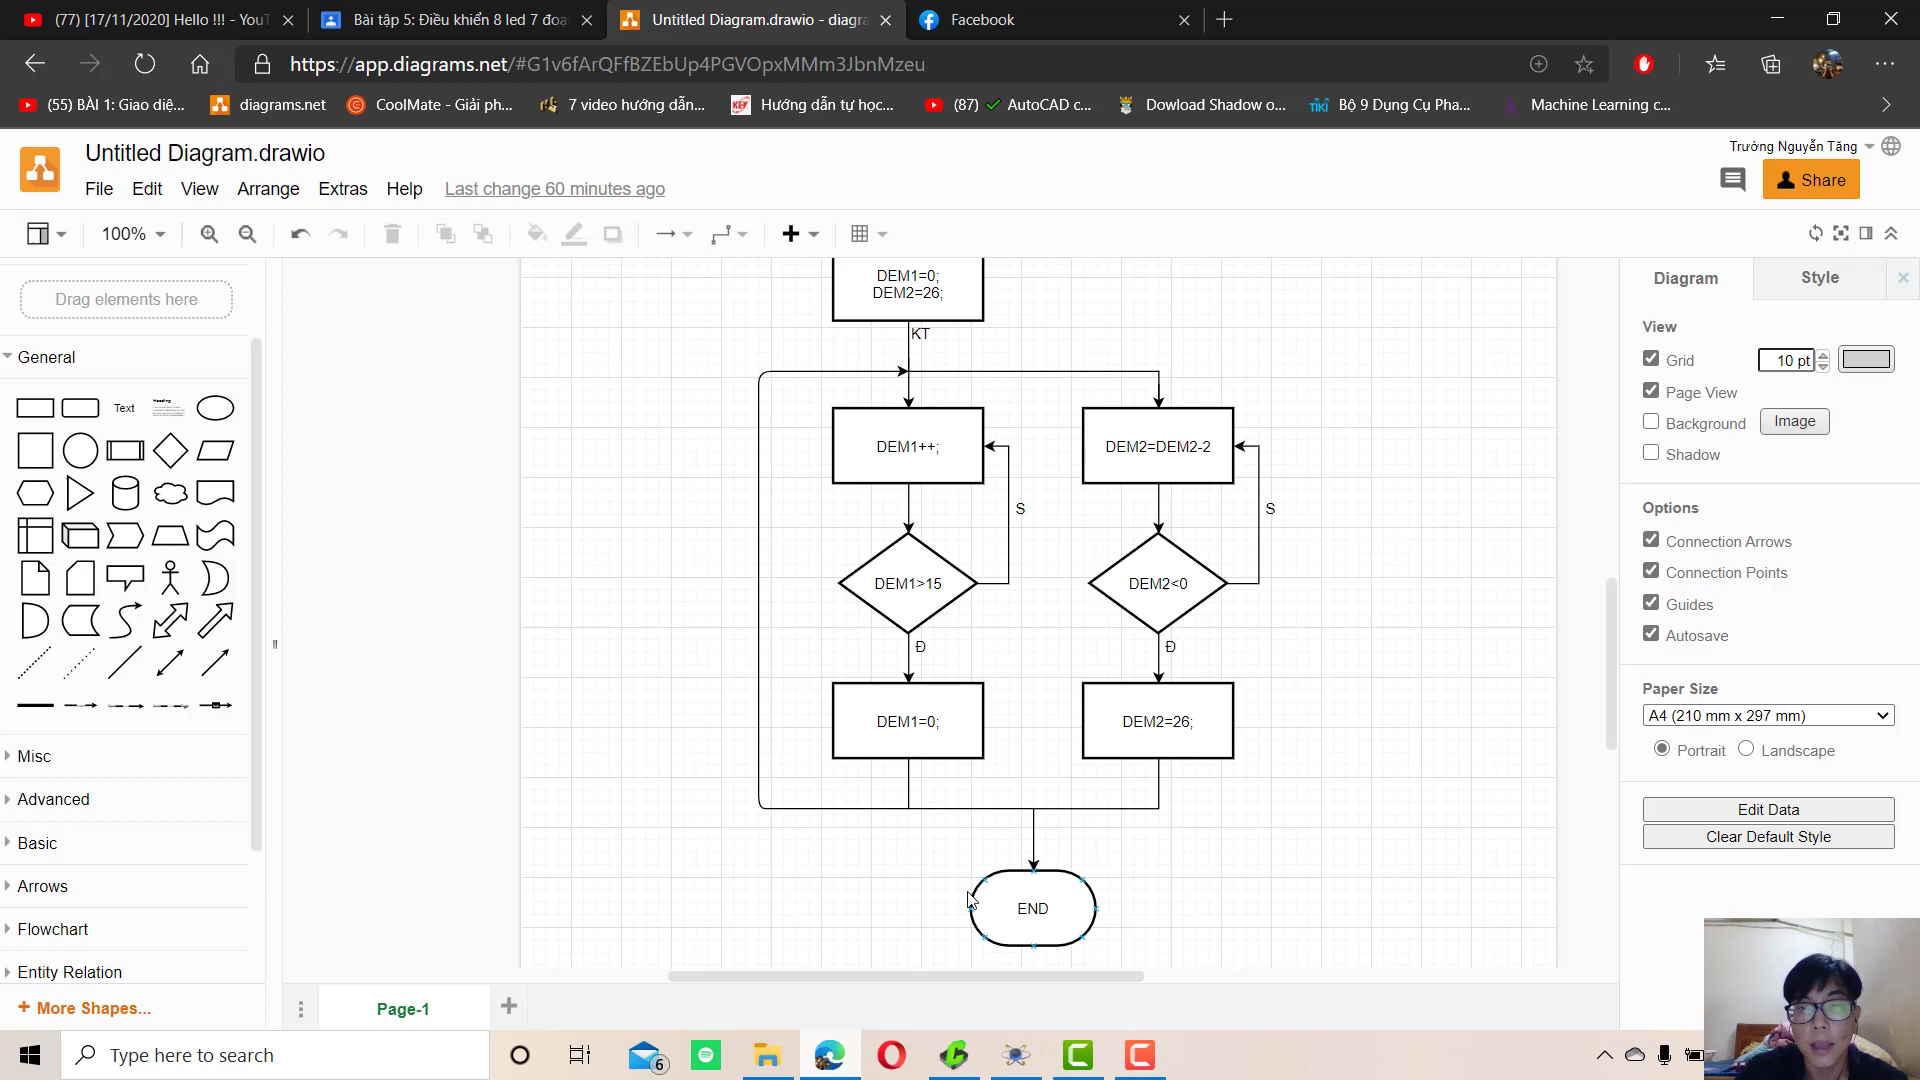 (77) [17/11/2020] Hello !!! - YouT
Bài tập 5: Điều khiển 8 led 7 đoạ
Untitled Diagram.drawio - diagra
Facebook
https://app.diagrams.net/#G1v6fArQFfBZEbUp4PGVOpxMMm3JbnMzeu
(55) BÀI 1: Giao diệ...
diagrams.net
CoolMate - Giải ph...
7 video hướng dẫn...
KEY
Hướng dẫn tự học...
(87) ✓ AutoCAD c...
Dowload Shadow o...
TIKI
Bộ 9 Dụng Cụ Pha...
Machine Learning c...
Untitled Diagram.drawio
Trường Nguyễn Tăng
File
Edit
View
Arrange
Extras
Help
Last change 60 minutes ago
Share
100%
Drag elements here
General
Text
Heading
Misc
Advanced
Basic
Arrows
Flowchart
Entity Relation
+ More Shapes...
DEM1=0;
DEM2=26;
KT
DEM1++;
DEM2=DEM2-2
S
S
DEM1>15
DEM2<0
Đ
Đ
DEM1=0;
DEM2=26;
END
Diagram
Style
View
Grid
10 pt
Page View
Background
Image
Shadow
Options
Connection Arrows
Connection Points
Guides
Autosave
Paper Size
A4 (210 mm x 297 mm)
Portrait
Landscape
Edit Data
Clear Default Style
Page-1
Type here to search
6